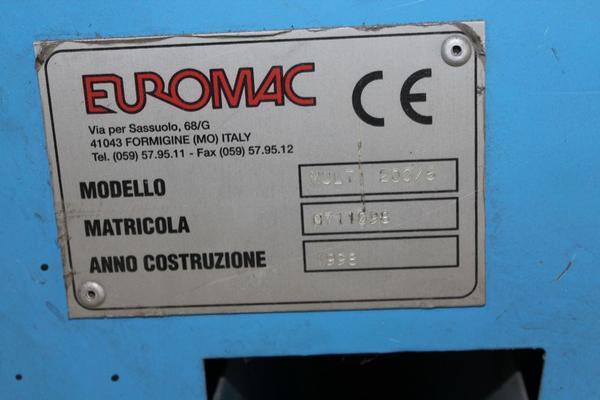 EUROMAC
CE
Via per Sassuolo, 68/G
41043 FORMIGINE (MO) ITALY
Tel. (059) 57.95.11 - Fax (059) 57.95.12
MODELLO
MATRICOLA
ANNO COSTRUZIONE 1998